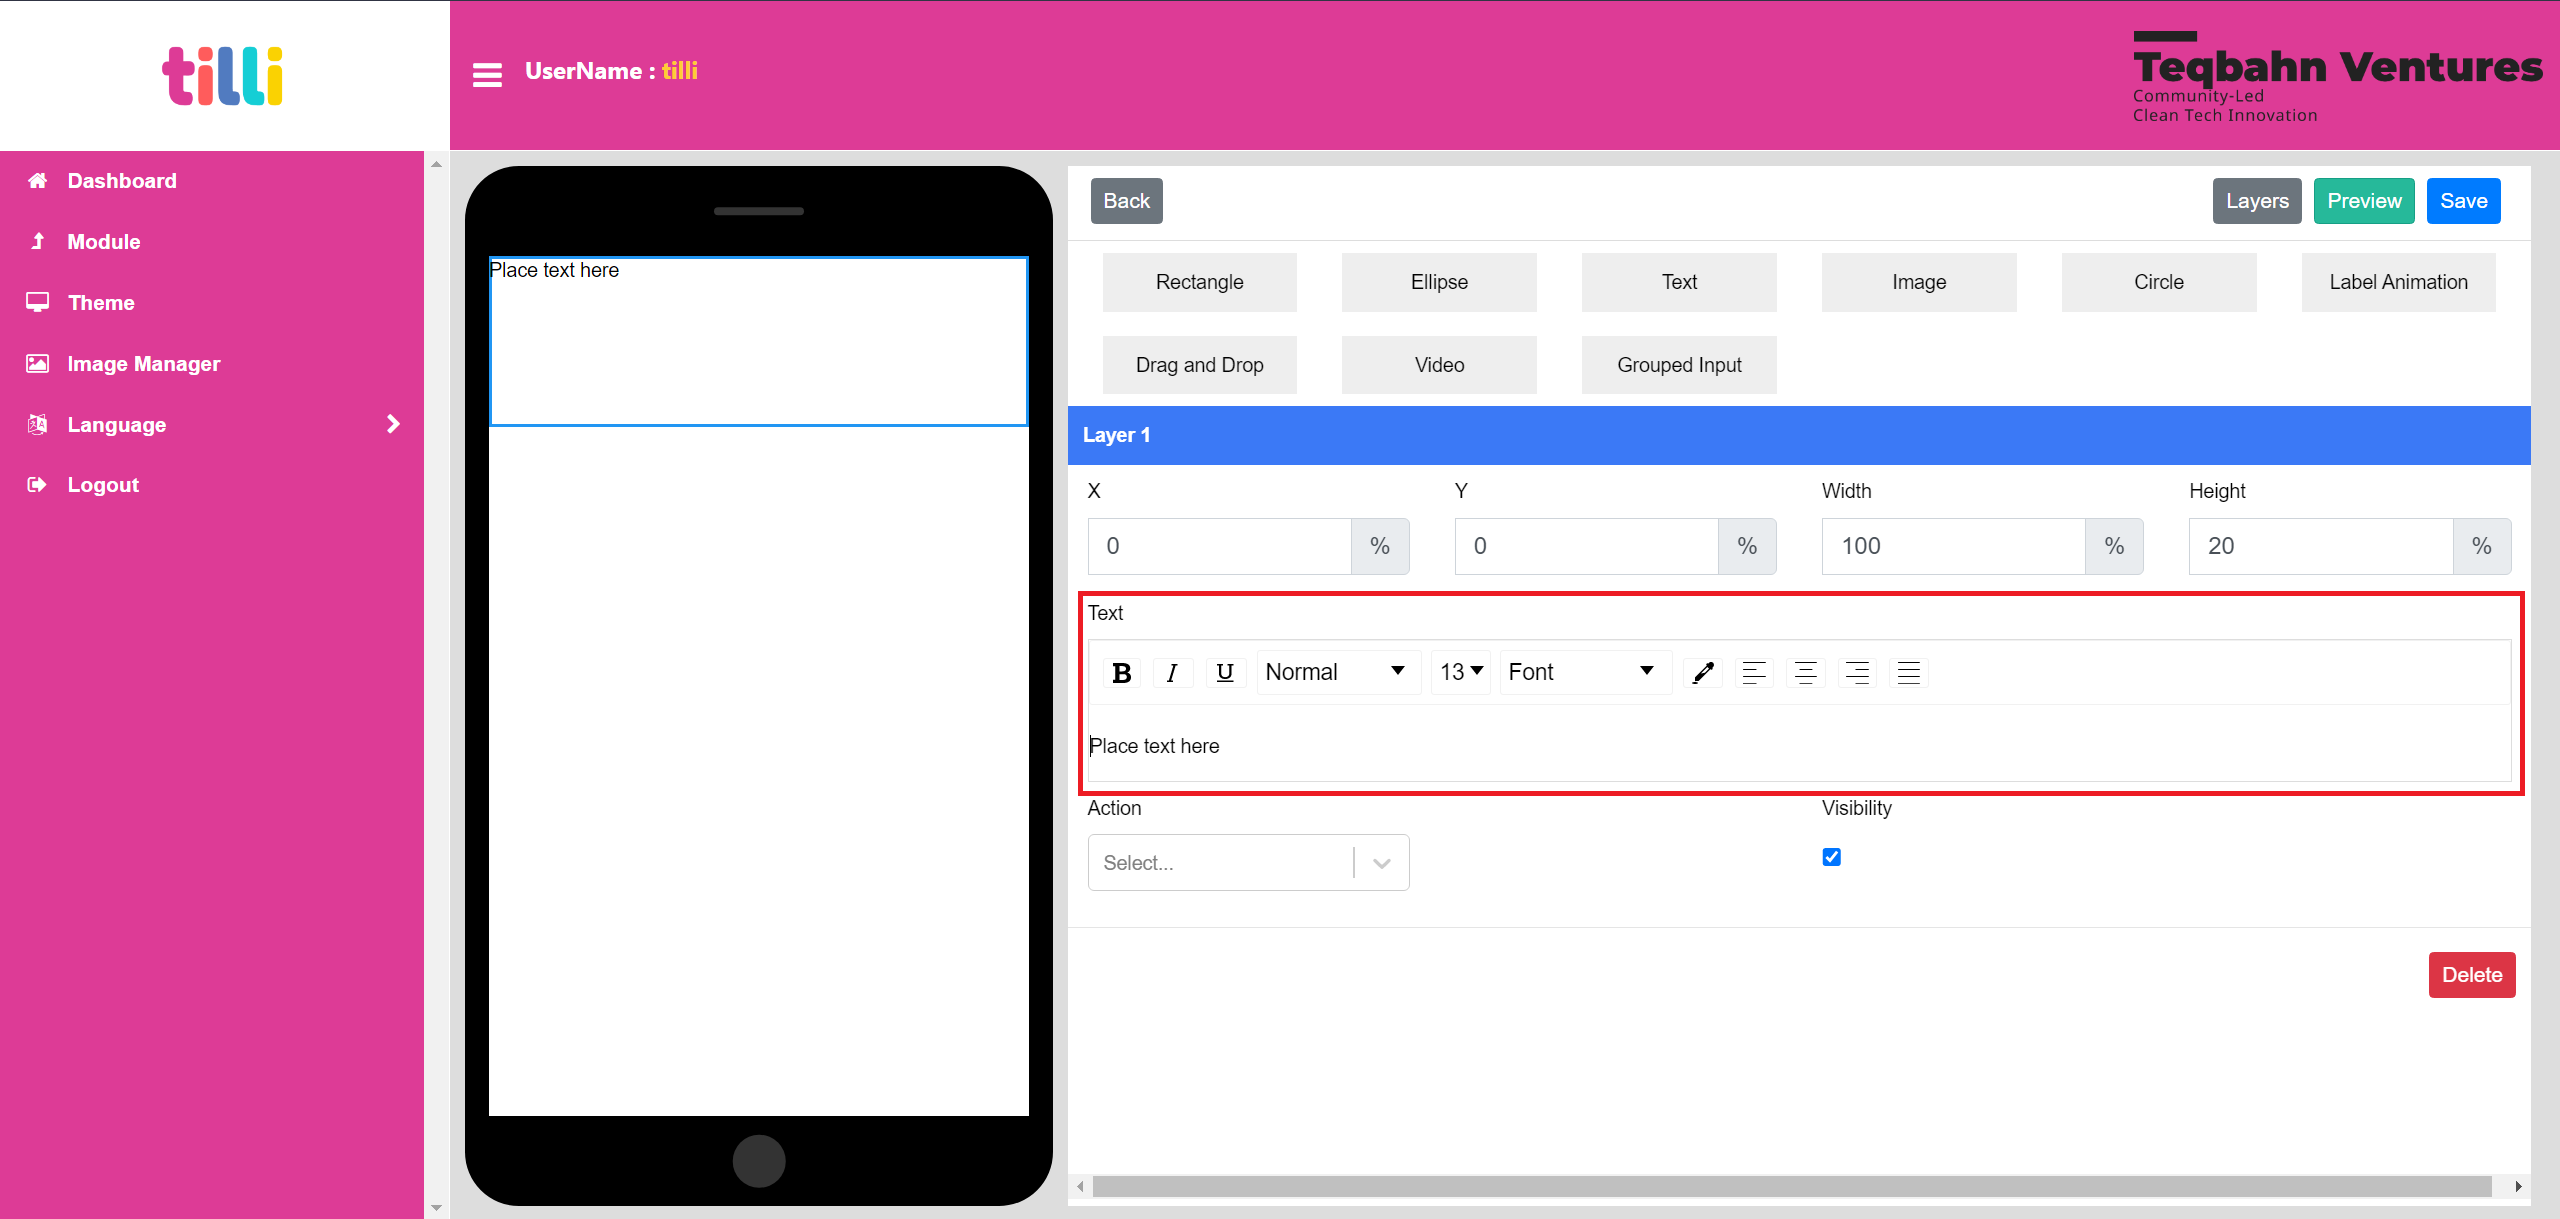 tilli
UserName : tilli
Teqbahn Ventures
Community-Led
Clean Tech Innovation
Dashboard
Module
Theme
Image Manager
Language
Logout
Place text here
Back
Layers
Preview
Save
Rectangle
Ellipse
Text
Image
Circle
Label Animation
Drag and Drop
Video
Grouped Input
Layer 1
X
Y
Width
Height
0 %
0 %
100 %
20 %
Text
B I U Normal 13 Font
Place text here
Action
Visibility
Select...
Delete